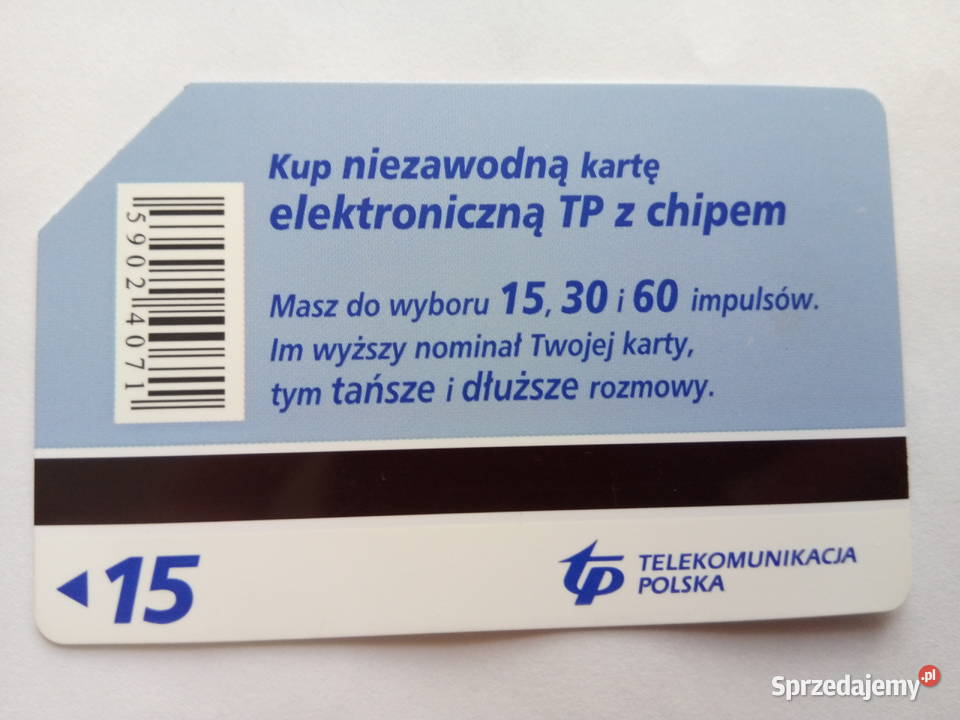 Kup niezawodną kartę
elektroniczną TP z chipem
Masz do wyboru 15, 30 i 60 impulsów.
Im wyższy nominał Twojej karty,
tym tańsze i dłuższe rozmowy.
59024071
15
tp TELEKOMUNIKACJA
POLSKA
Sprzedajemy.pl